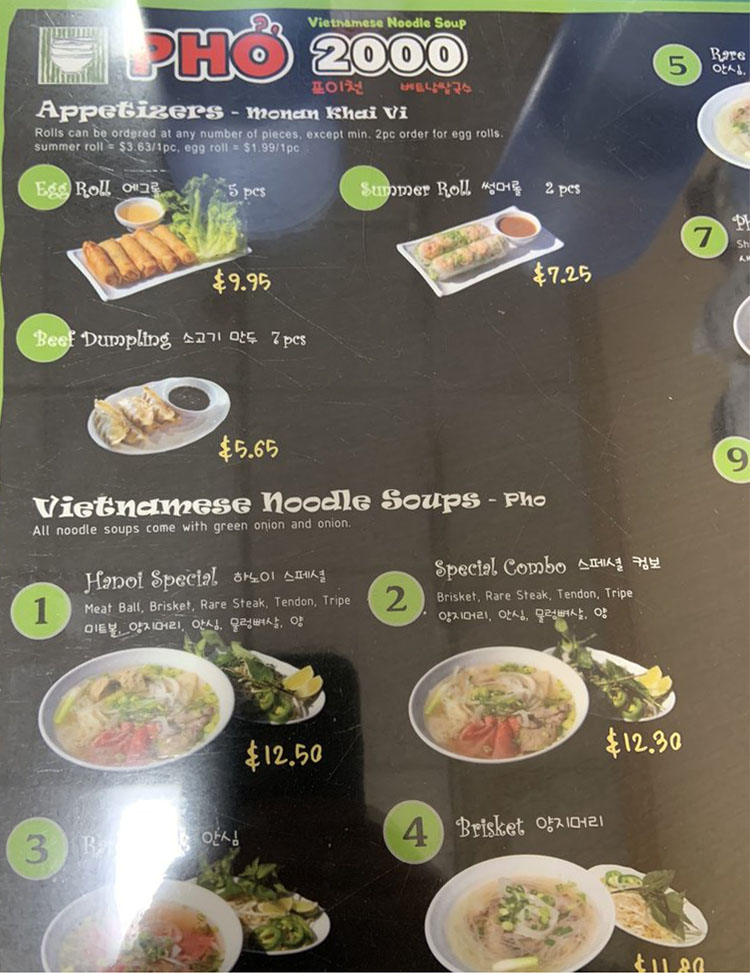 Vietnamese Noodle Soup
PHỞ 2000
포이천 베트남쌀국수
Appetizers - Monan Khai Vi
Rolls can be ordered at any number of pieces, except min. 2pc order for egg rolls.
summer roll = $3.63/1pc, egg roll = $1.99/1pc
Egg Roll 에그롤 5 pcs
$9.95
Summer Roll 썸머롤 2 pcs
$7.25
Beef Dumpling 소고기 만두 7 pcs
$5.65
Vietnamese Noodle Soups - Pho
All noodle soups come with green onion and onion.
1
Hanoi Special 하노이 스페셜
Meat Ball, Brisket, Rare Steak, Tendon, Tripe
미트볼, 양지머리, 안심, 물렁뼈살, 양
$12.50
2
Special Combo 스페셜 컴보
Brisket, Rare Steak, Tendon, Tripe
양지머리, 안심, 물렁뼈살, 양
$12.30
3
안심
4
Brisket 양지머리
$11.80
5
Rare
안심,
7
9